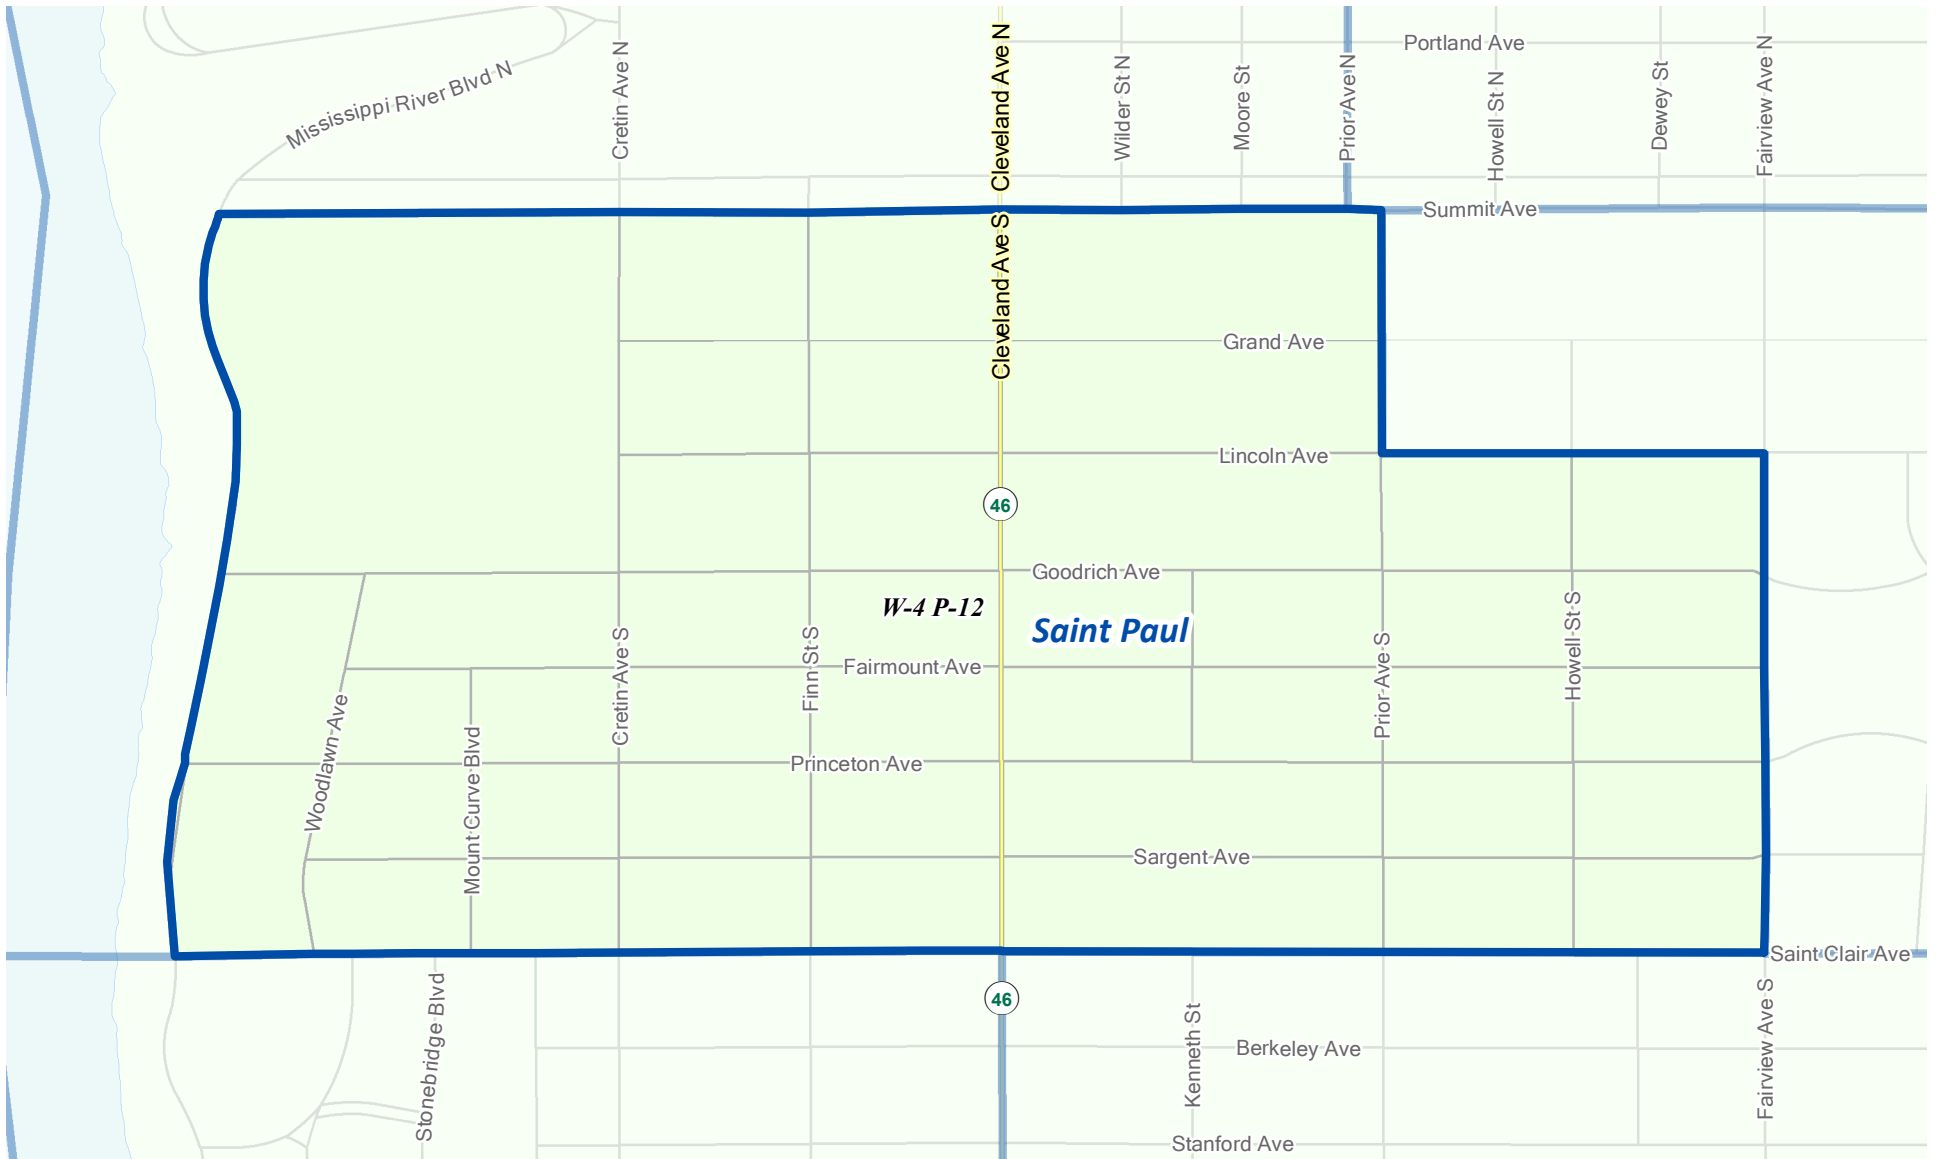 Portland Ave
Mississippi River Blvd N
Cretin Ave N
Cleveland Ave N
Wilder St N
Moore St
Prior Ave N
Howell St N
Dewey St
Fairview Ave N
Summit Ave
Cleveland Ave S
Grand Ave
Lincoln Ave
46
Goodrich Ave
W-4 P-12
Saint Paul
Cretin Ave S
Finn St S
Fairmount Ave
Prior Ave S
Howell St S
Woodlawn Ave
Mount Curve Blvd
Princeton Ave
Sargent Ave
Saint Clair Ave
46
Stonebridge Blvd
Kenneth St
Berkeley Ave
Fairview Ave S
Stanford Ave